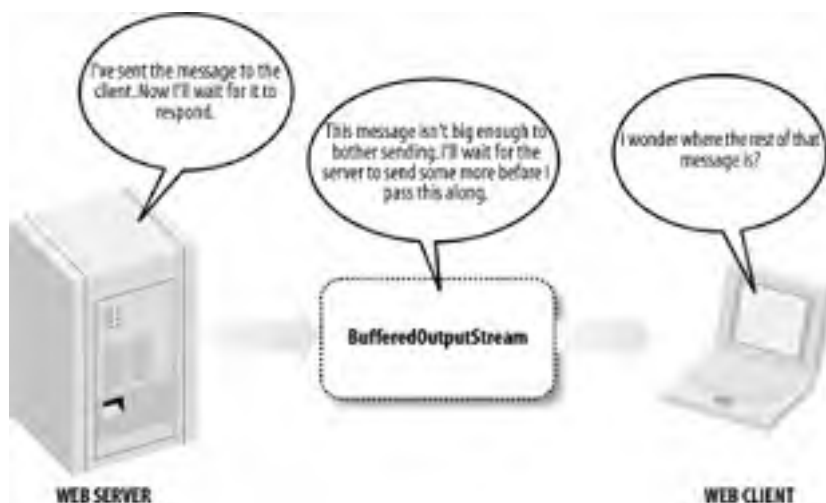 I've sent the message to the
client. Now I'll wait for it to
respond.
This message isn't big enough to
bother sending. I'll wait for the
server to send some more before I
pass this along.
I wonder where the rest of that
message is?
BufferedOutputStream
WEB SERVER
WEB CLIENT